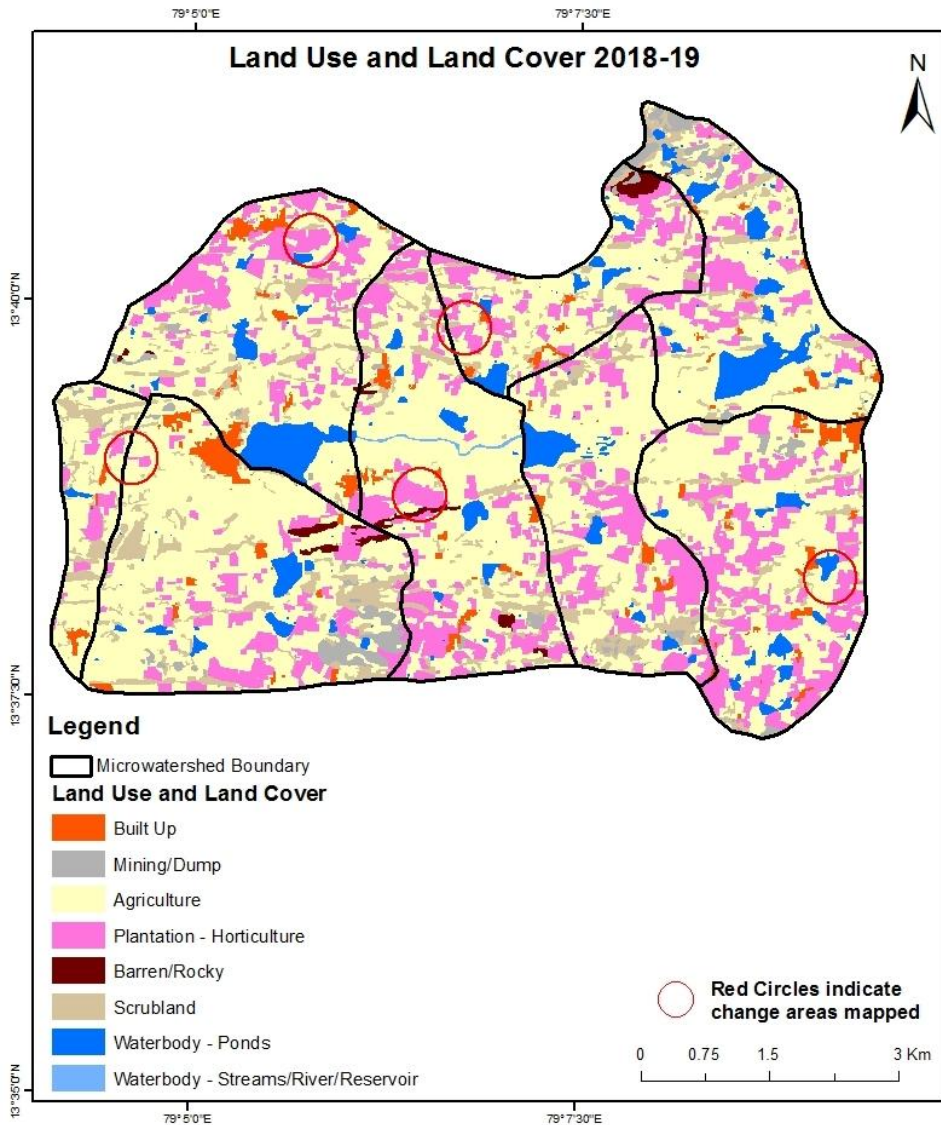 79°5'0"E
79°7'30"E
Land Use and Land Cover 2018-19
N
13°40'0"N
13°37'30"N
Legend
Microwatershed Boundary
Land Use and Land Cover
Built Up
Mining/Dump
Agriculture
Plantation - Horticulture
Barren/Rocky
Scrubland
Waterbody - Ponds
Waterbody - Streams/River/Reservoir
Red Circles indicate
change areas mapped
0 0.75 1.5 3 Km
13°35'0"N
79°5'0"E
79°7'30"E